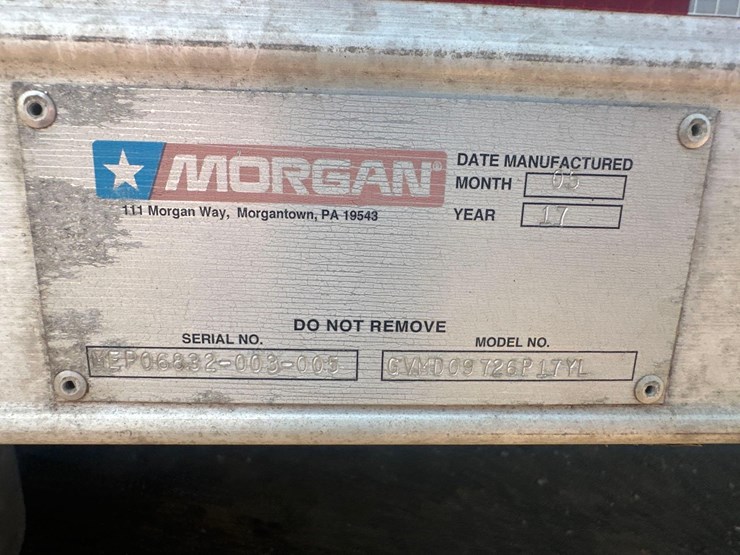 MORGAN®
111 Morgan Way, Morgantown, PA 19543
DATE MANUFACTURED
MONTH 05
YEAR 17
DO NOT REMOVE
SERIAL NO.
MODEL NO.